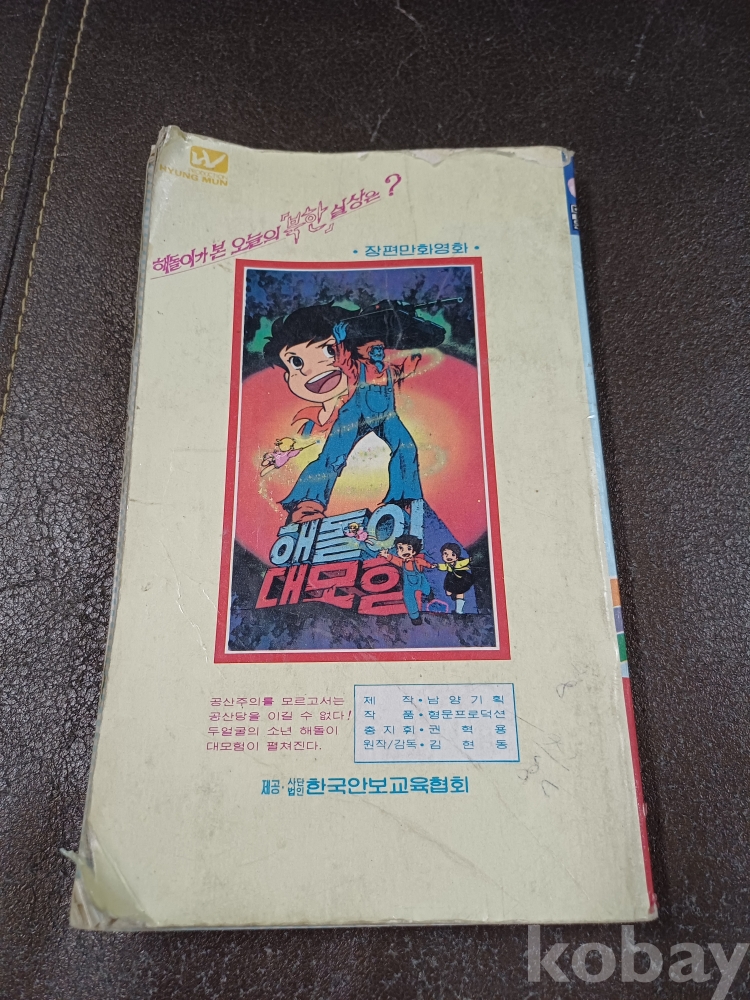 HYUNG MUN
해돌이가 본 오늘의 「북한」 실상은?
· 장편만화영화 ·
해돌이
대모험
공산주의를 모르고서는
공산당을 이길 수 없다!
두얼굴의 소년 해돌이
대모험이 펼쳐진다.
제 작 · 남 양 기 획
작 품 · 형문프로덕션
총 지 휘 · 권 혁 용
원작/감독 · 김 현 동
제공 · 사단법인 한국안보교육협회
kobay